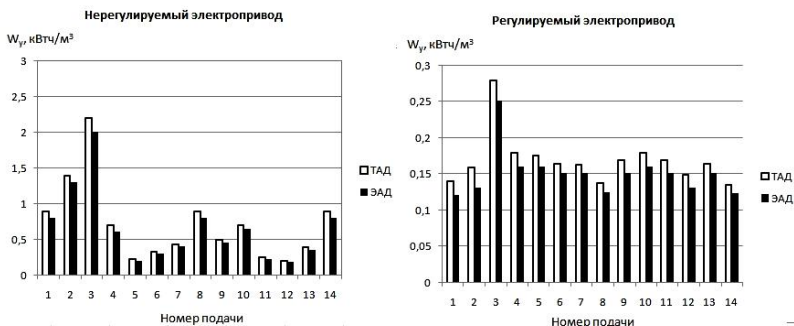 Нерегулируемый электропривод
Wу, кВтч/м³
3
2,5
2
1,5
1
0,5
0
1 2 3 4 5 6 7 8 9 10 11 12 13 14
Номер подачи
ТАД
ЭАД
Регулируемый электропривод
Wу, кВтч/м³
0,3
0,25
0,2
0,15
0,1
0,05
0
1 2 3 4 5 6 7 8 9 10 11 12 13 14
Номер подачи
ТАД
ЭАД